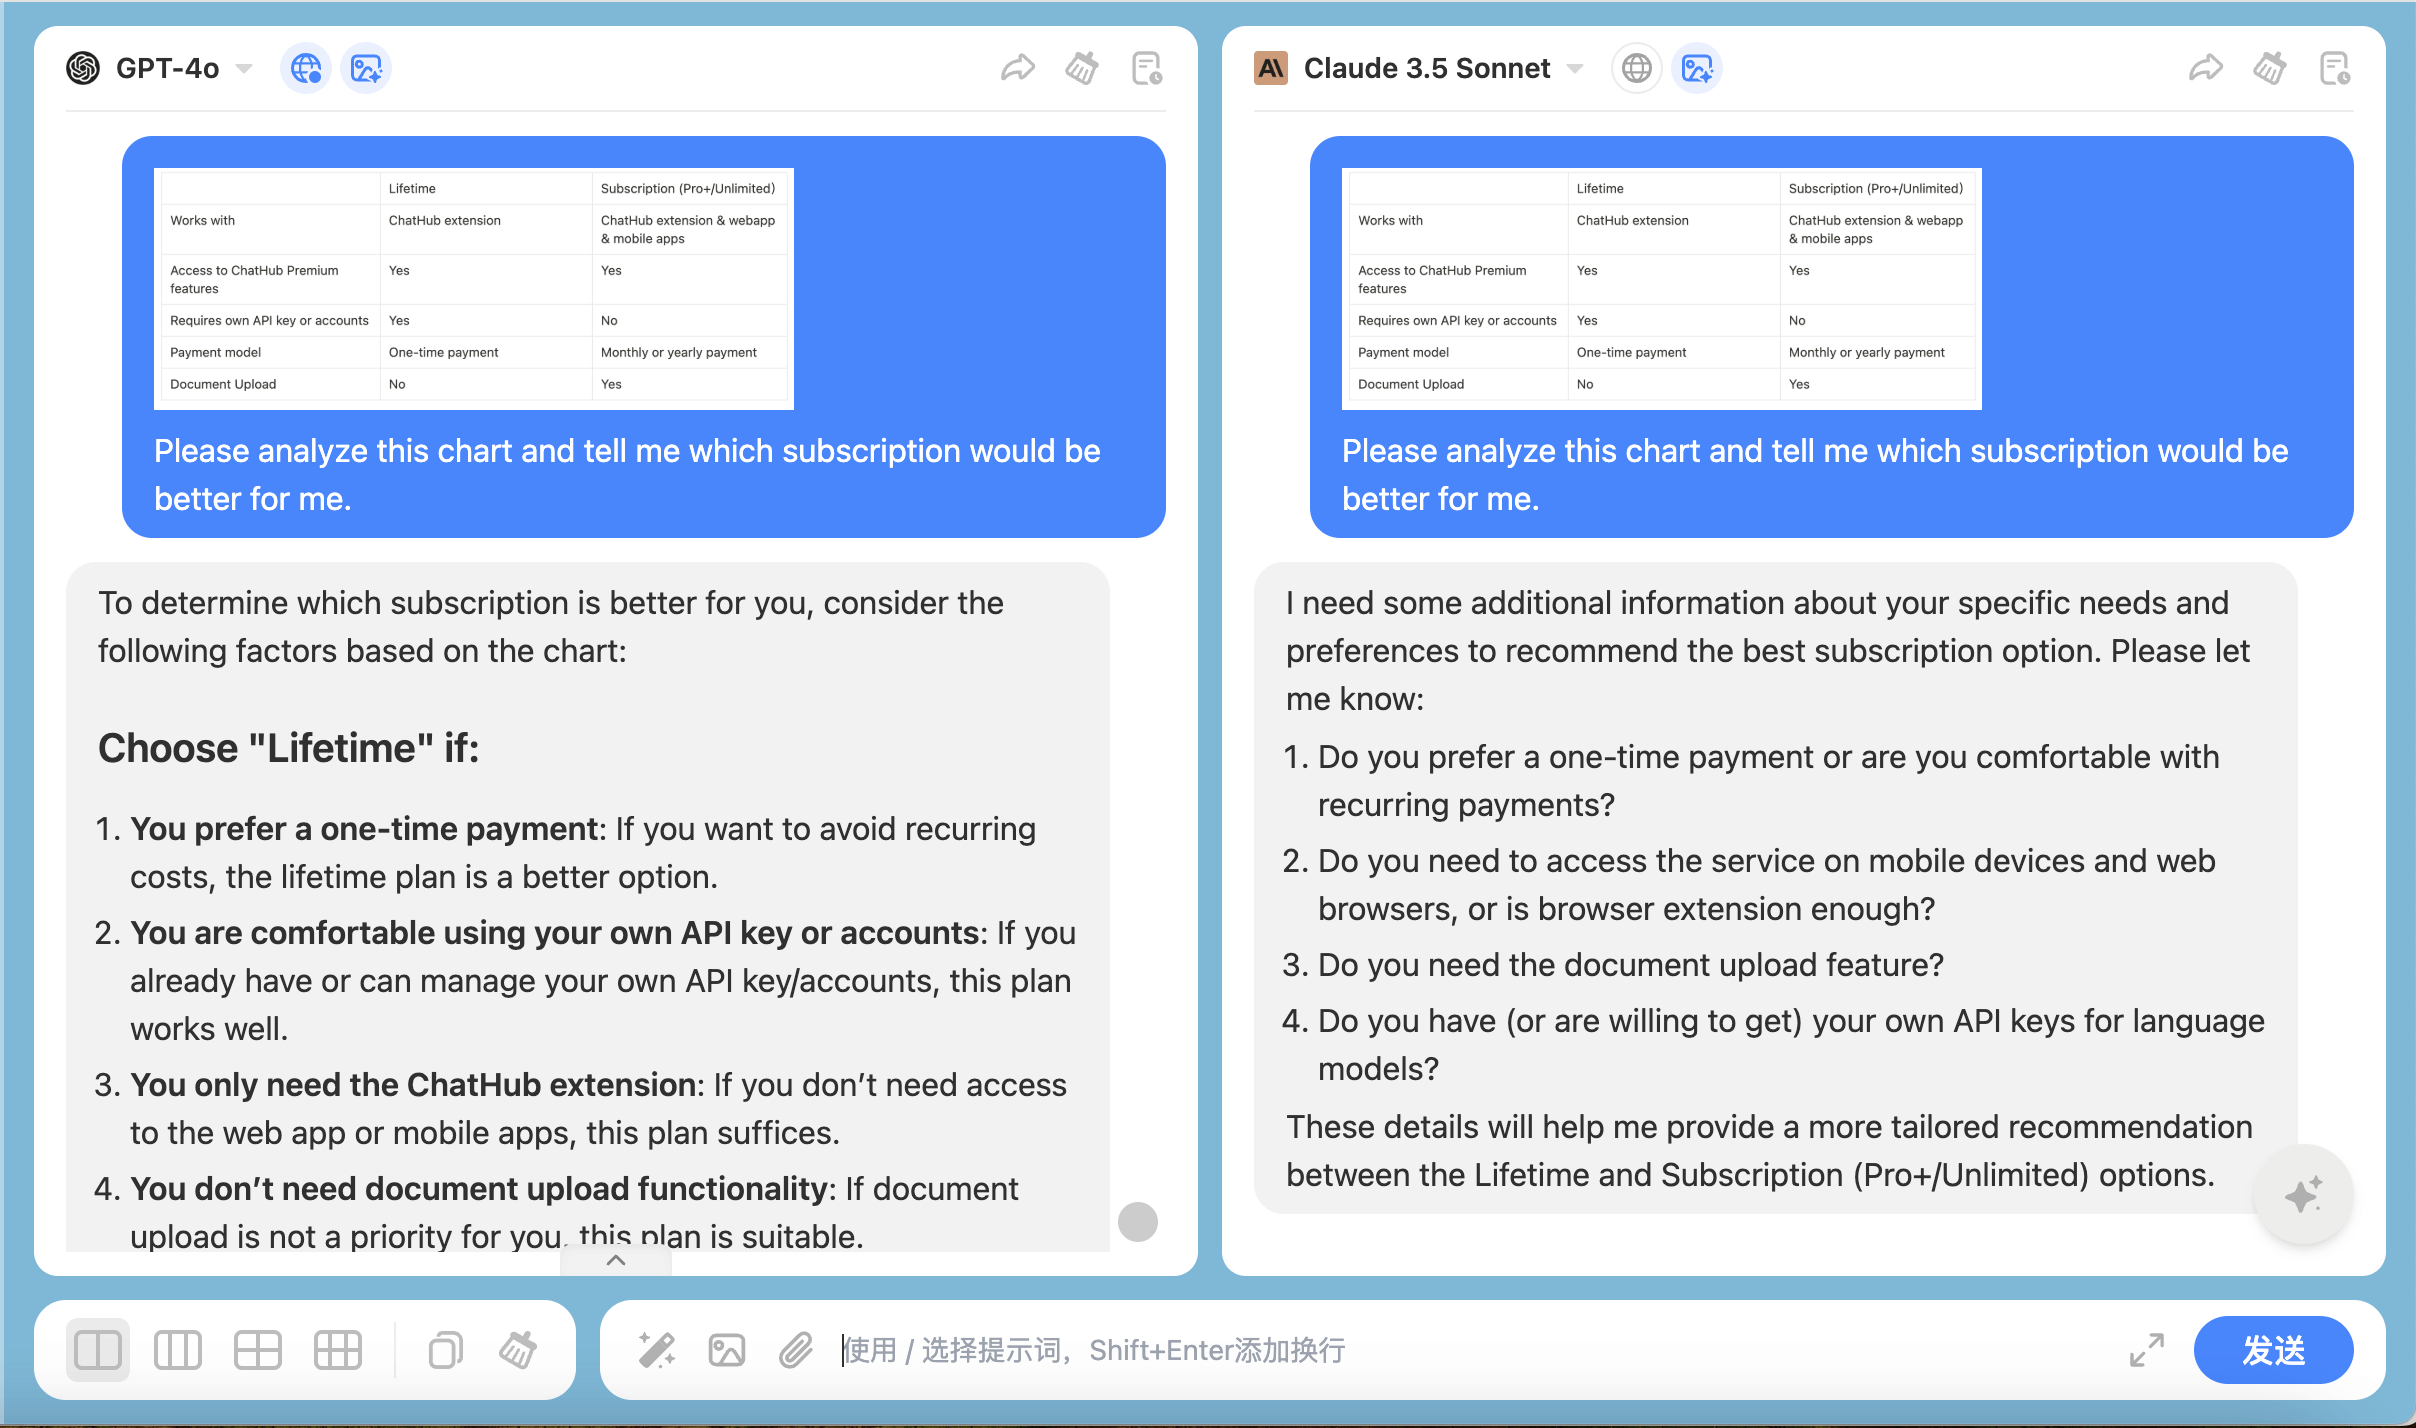 GPT-4o
Lifetime Subscription (Pro+/Unlimited)
Works with ChatHub extension ChatHub extension & webapp
& mobile apps
Access to ChatHub Premium Yes Yes
features
Requires own API key or accounts Yes No
Payment model One-time payment Monthly or yearly payment
Document Upload No Yes
Please analyze this chart and tell me which subscription would be
better for me.
To determine which subscription is better for you, consider the
following factors based on the chart:
Choose "Lifetime" if:
1. You prefer a one-time payment: If you want to avoid recurring
costs, the lifetime plan is a better option.
2. You are comfortable using your own API key or accounts: If you
already have or can manage your own API key/accounts, this plan
works well.
3. You only need the ChatHub extension: If you don’t need access
to the web app or mobile apps, this plan suffices.
4. You don’t need document upload functionality: If document
upload is not a priority for you, this plan is suitable.
Claude 3.5 Sonnet
Lifetime Subscription (Pro+/Unlimited)
Works with ChatHub extension ChatHub extension & webapp
& mobile apps
Access to ChatHub Premium Yes Yes
features
Requires own API key or accounts Yes No
Payment model One-time payment Monthly or yearly payment
Document Upload No Yes
Please analyze this chart and tell me which subscription would be
better for me.
I need some additional information about your specific needs and
preferences to recommend the best subscription option. Please let
me know:
1. Do you prefer a one-time payment or are you comfortable with
recurring payments?
2. Do you need to access the service on mobile devices and web
browsers, or is browser extension enough?
3. Do you need the document upload feature?
4. Do you have (or are willing to get) your own API keys for language
models?
These details will help me provide a more tailored recommendation
between the Lifetime and Subscription (Pro+/Unlimited) options.
使用 / 选择提示词，Shift+Enter添加换行
发送